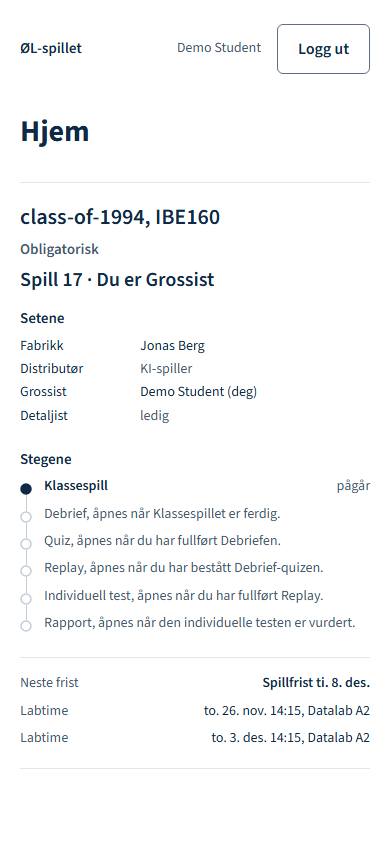 ØL-spillet Demo Student Logg ut
Hjem
class-of-1994, IBE160
Obligatorisk
Spill 17 · Du er Grossist
Setene
Fabrikk Jonas Berg
Distributør KI-spiller
Grossist Demo Student (deg)
Detaljist ledig
Stegene
Klassespill pågår
Debrief, åpnes når Klassespillet er ferdig.
Quiz, åpnes når du har fullført Debriefen.
Replay, åpnes når du har bestått Debrief-quizen.
Individuell test, åpnes når du har fullført Replay.
Rapport, åpnes når den individuelle testen er vurdert.
Neste frist Spillfrist ti. 8. des.
Labtime to. 26. nov. 14:15, Datalab A2
Labtime to. 3. des. 14:15, Datalab A2